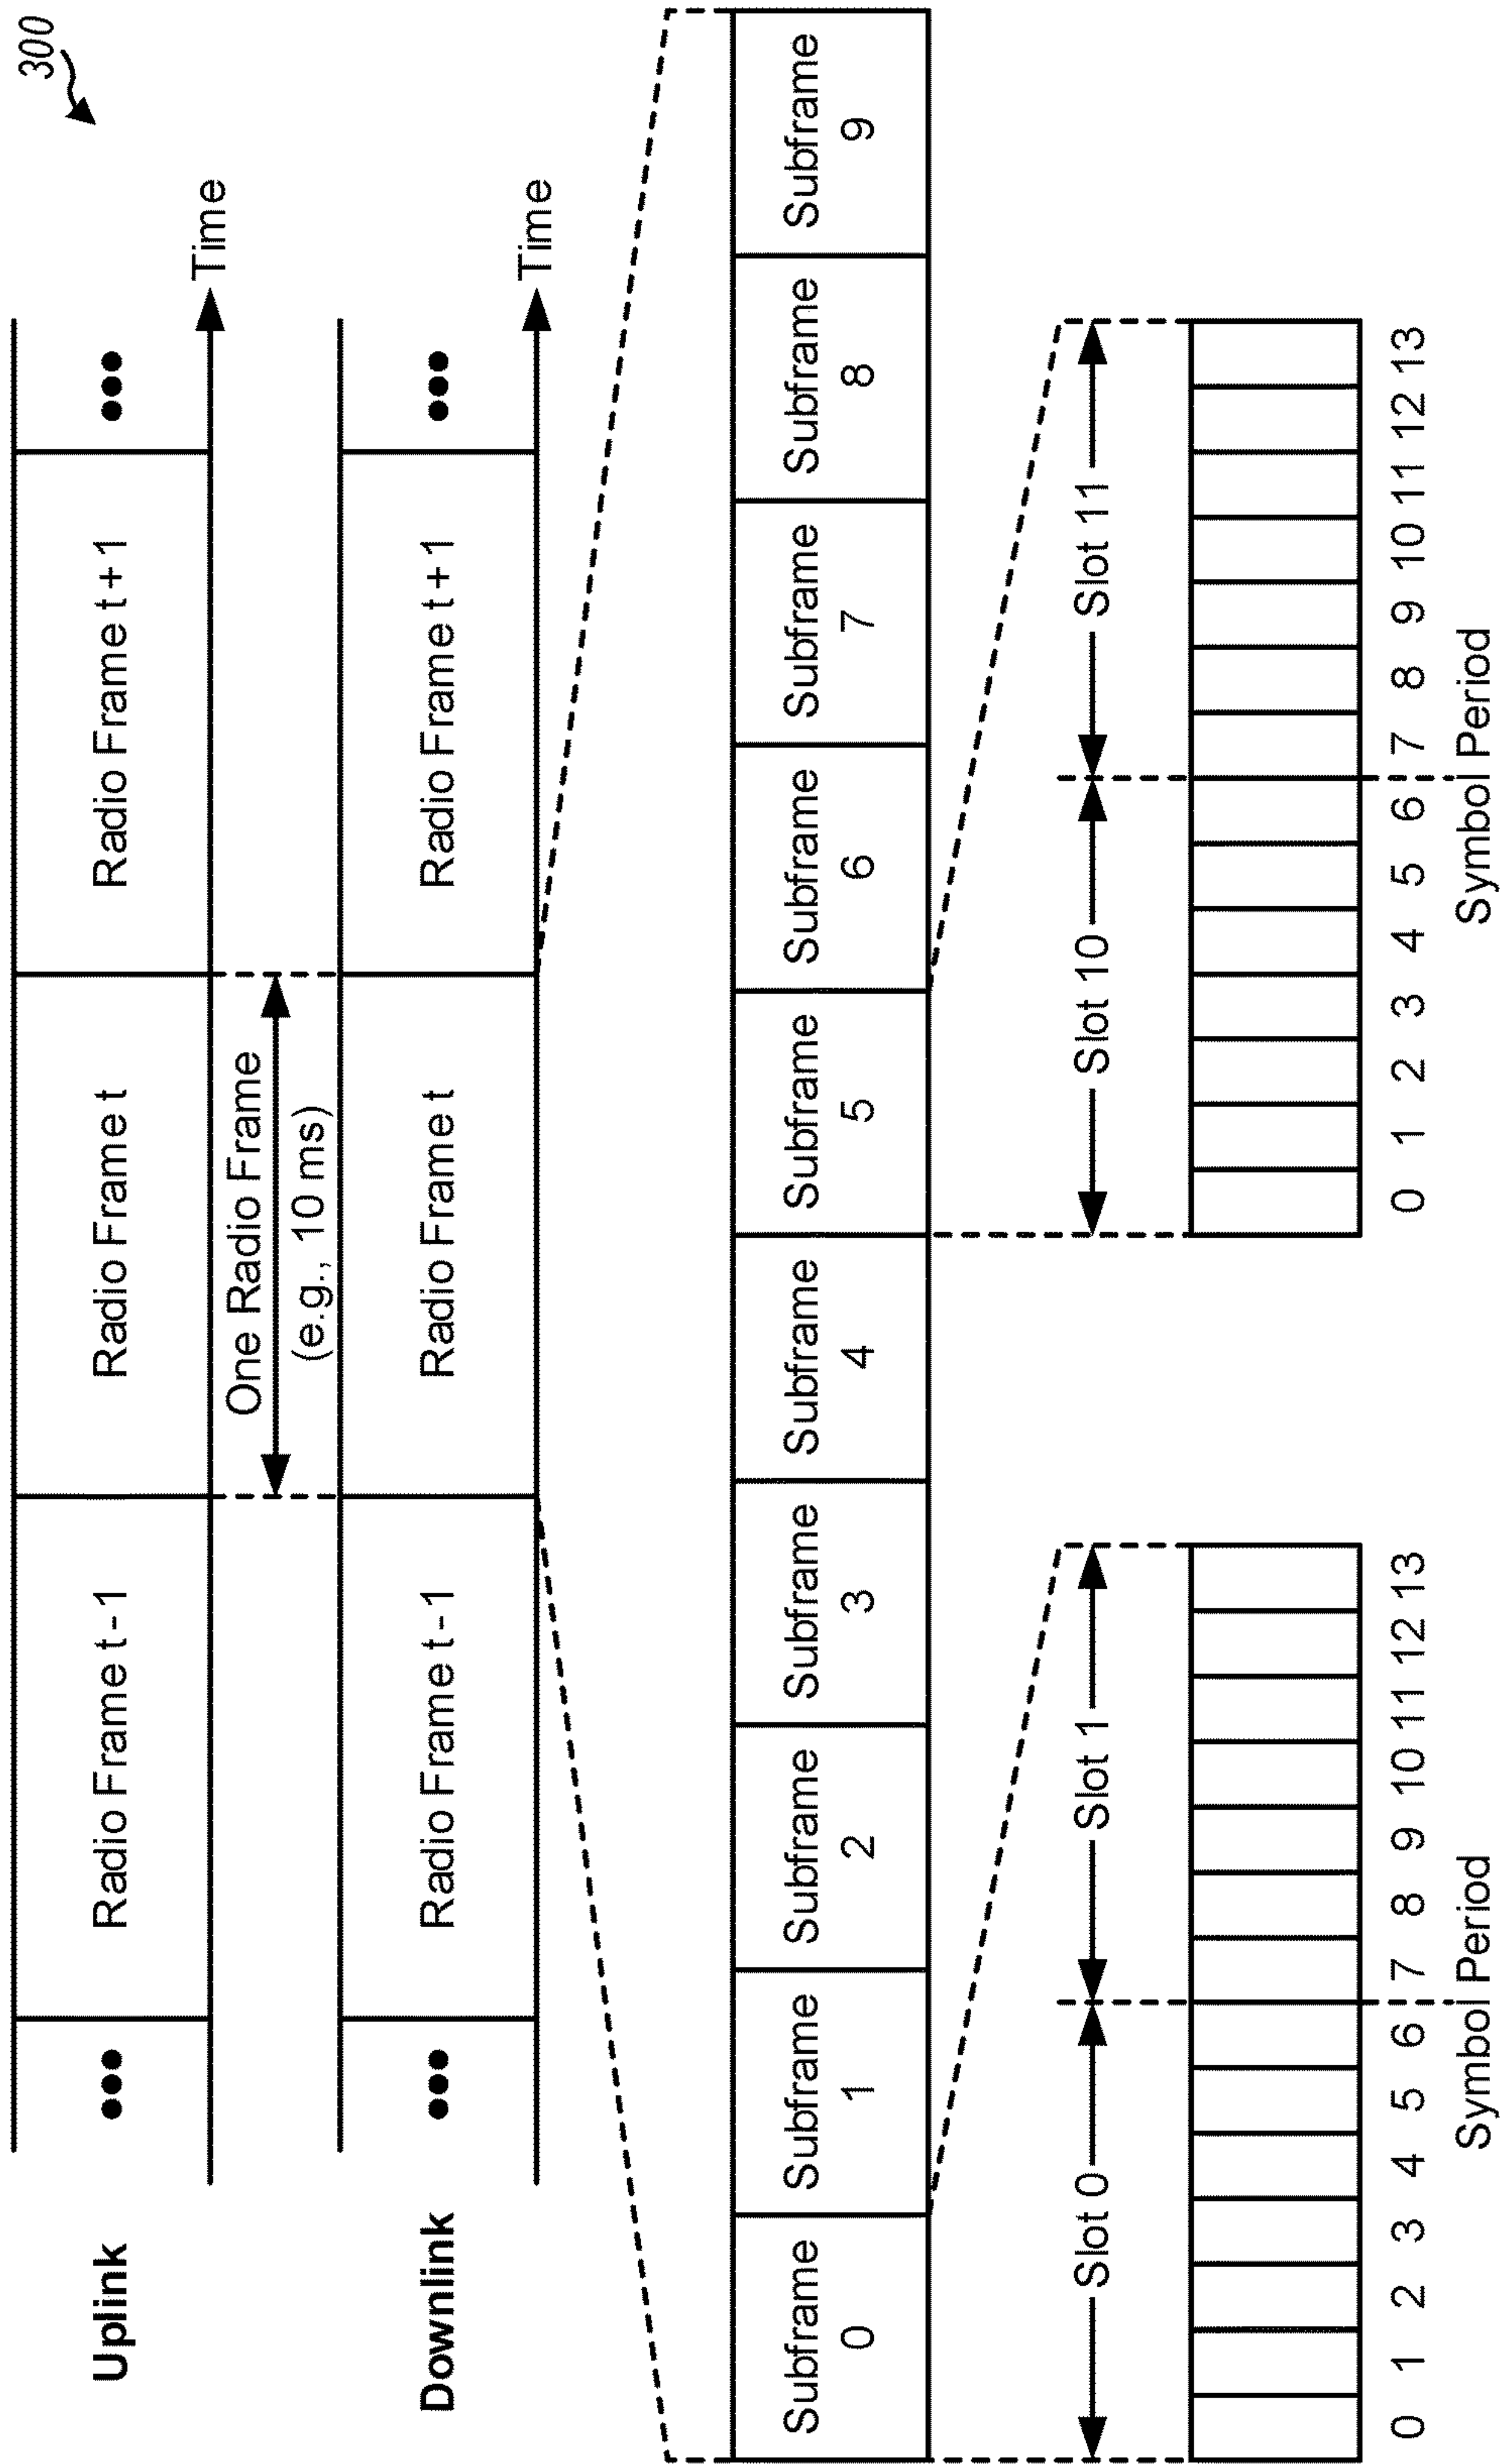 300
Uplink
••• Radio Frame t-1 Radio Frame t Radio Frame t+1 •••
Time
One Radio Frame
(e.g., 10 ms)
Downlink
••• Radio Frame t-1 Radio Frame t Radio Frame t+1 •••
Time
Subframe Subframe Subframe Subframe Subframe Subframe Subframe Subframe Subframe Subframe
0 1 2 3 4 5 6 7 8 9
Slot 0 Slot 1 Slot 10 Slot 11
0 1 2 3 4 5 6 7 8 9 10 11 12 13 0 1 2 3 4 5 6 7 8 9 10 11 12 13
Symbol Period Symbol Period